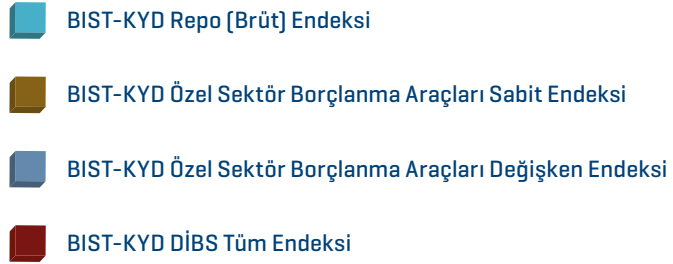 BIST-KYD Repo (Brüt) Endeksi
BIST-KYD Özel Sektör Borçlanma Araçları Sabit Endeksi
BIST-KYD Özel Sektör Borçlanma Araçları Değişken Endeksi
BIST-KYD DİBS Tüm Endeksi